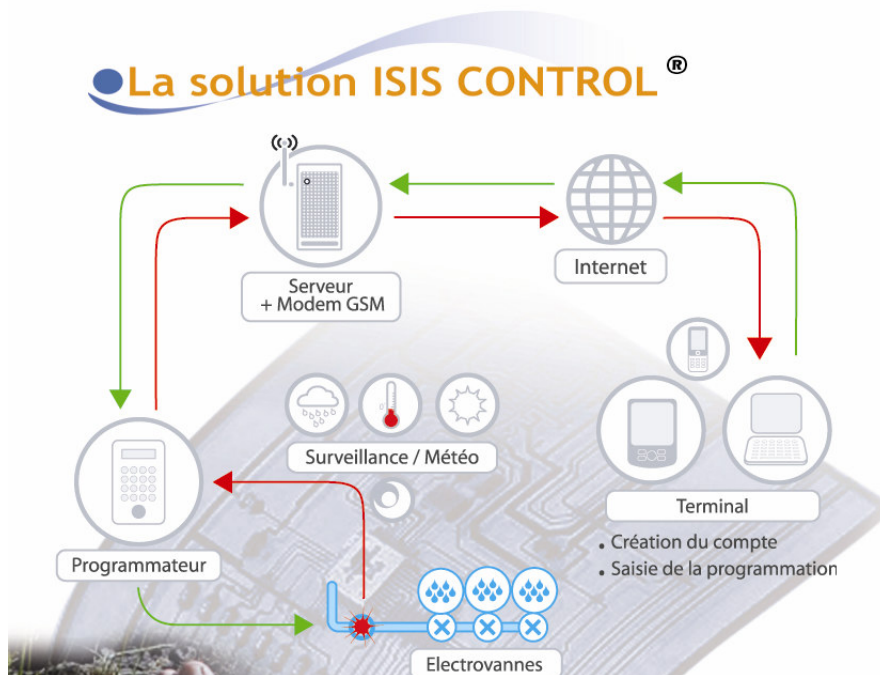 La solution ISIS CONTROL ®
Internet
Serveur
+ Modem GSM
Surveillance / Météo
Terminal
• Création du compte
• Saisie de la programmation
Programmateur
Electrovannes